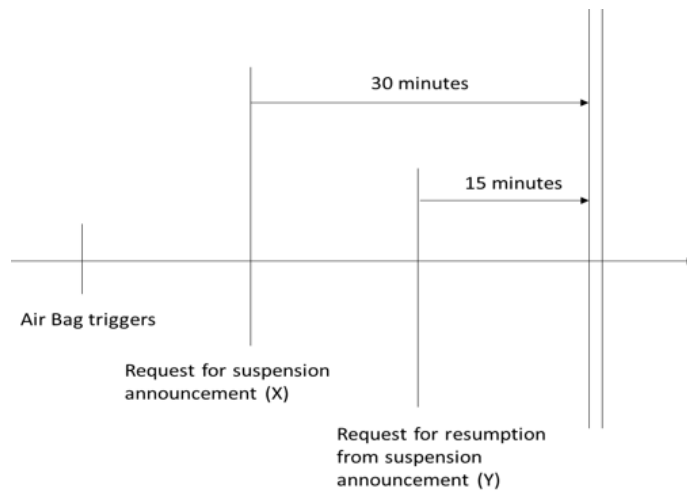 30 minutes
15 minutes
Air Bag triggers
Request for suspension
announcement (X)
Request for resumption
from suspension
announcement (Y)